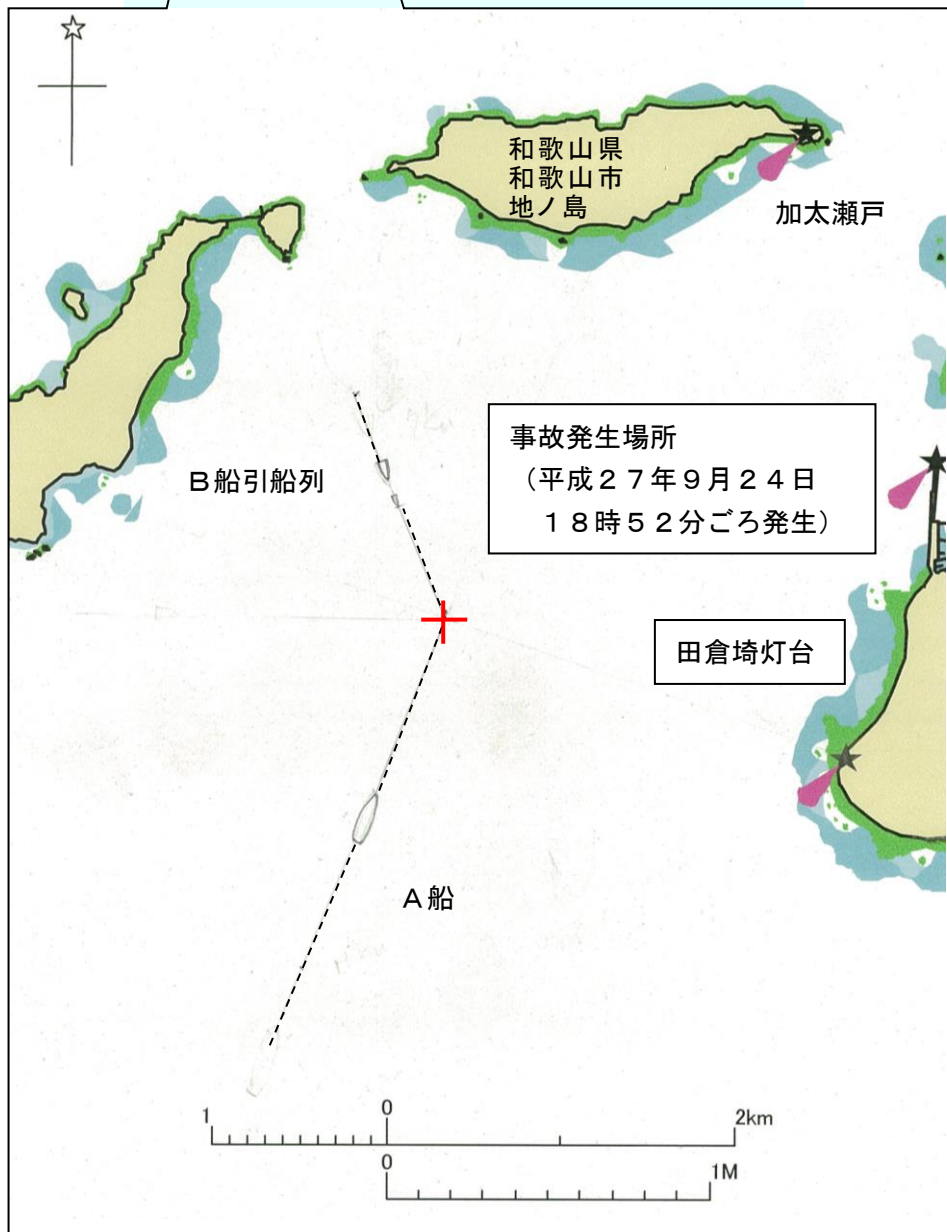 和歌山県
和歌山市
地ノ島
加太瀬戸
事故発生場所
（平成２７年９月２４日
１８時５２分ごろ発生）
Ｂ船引船列
田倉埼灯台
Ａ船
1 0 2km
0 1M